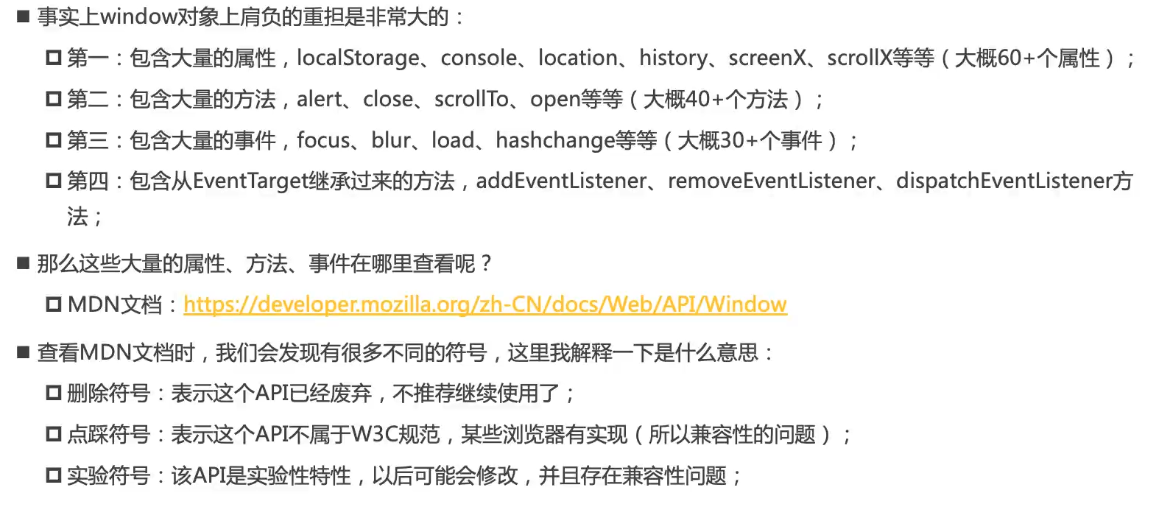 ■ 事实上window对象上肩负的重担是非常大的：
第一：包含大量的属性，localStorage、console、location、history、screenX、scrollX等等（大概60+个属性）；
第二：包含大量的方法，alert、close、scrollTo、open等等（大概40+个方法）；
第三：包含大量的事件，focus、blur、load、hashchange等等（大概30+个事件）；
第四：包含从EventTarget继承过来的方法，addEventListener、removeEventListener、dispatchEventListener方
法；
■ 那么这些大量的属性、方法、事件在哪里查看呢？
MDN文档：https://developer.mozilla.org/zh-CN/docs/Web/API/Window
■ 查看MDN文档时，我们会发现有很多不同的符号，这里我解释一下是什么意思：
删除符号：表示这个API已经废弃，不推荐继续使用了；
点踩符号：表示这个API不属于W3C规范，某些浏览器有实现（所以兼容性的问题）；
实验符号：该API是实验性特性，以后可能会修改，并且存在兼容性问题；